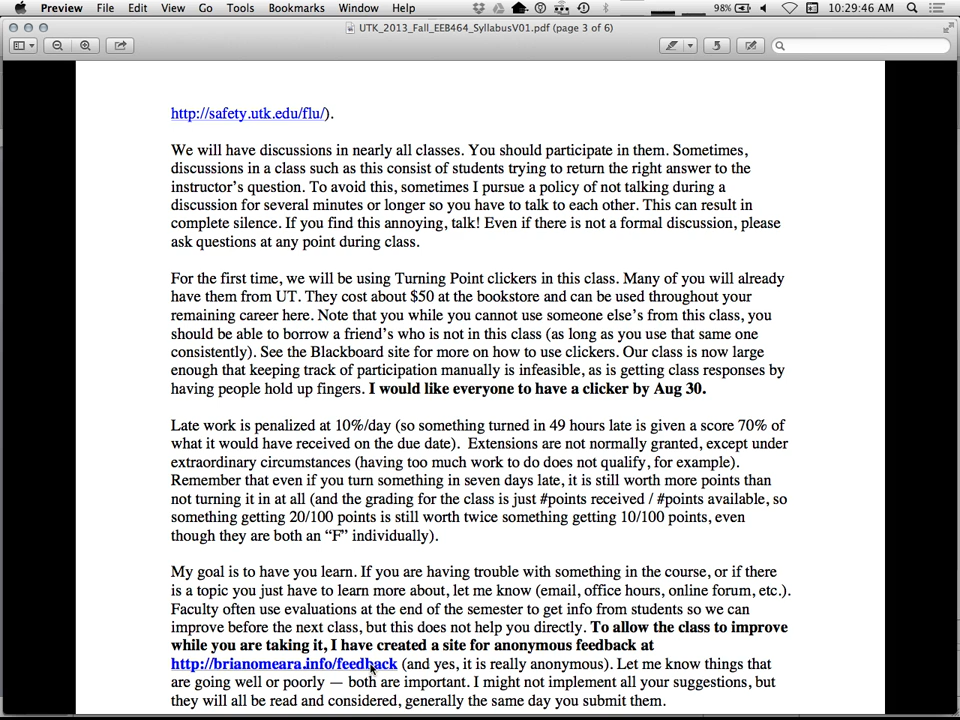 Preview File Edit View Go Tools Bookmarks Window Help 98% 10:29:46 AM
UTK_2013_Fall_EEB464_SyllabusV01.pdf (page 3 of 6)
http://safety.utk.edu/flu/).
We will have discussions in nearly all classes. You should participate in them. Sometimes,
discussions in a class such as this consist of students trying to return the right answer to the
instructor’s question. To avoid this, sometimes I pursue a policy of not talking during a
discussion for several minutes or longer so you have to talk to each other. This can result in
complete silence. If you find this annoying, talk! Even if there is not a formal discussion, please
ask questions at any point during class.
For the first time, we will be using Turning Point clickers in this class. Many of you will already
have them from UT. They cost about $50 at the bookstore and can be used throughout your
remaining career here. Note that you while you cannot use someone else’s from this class, you
should be able to borrow a friend’s who is not in this class (as long as you use that same one
consistently). See the Blackboard site for more on how to use clickers. Our class is now large
enough that keeping track of participation manually is infeasible, as is getting class responses by
having people hold up fingers. I would like everyone to have a clicker by Aug 30.
Late work is penalized at 10%/day (so something turned in 49 hours late is given a score 70% of
what it would have received on the due date).  Extensions are not normally granted, except under
extraordinary circumstances (having too much work to do does not qualify, for example).
Remember that even if you turn something in seven days late, it is still worth more points than
not turning it in at all (and the grading for the class is just #points received / #points available, so
something getting 20/100 points is still worth twice something getting 10/100 points, even
though they are both an “F” individually).
My goal is to have you learn. If you are having trouble with something in the course, or if there
is a topic you just have to learn more about, let me know (email, office hours, online forum, etc.).
Faculty often use evaluations at the end of the semester to get info from students so we can
improve before the next class, but this does not help you directly. To allow the class to improve
while you are taking it, I have created a site for anonymous feedback at
http://brianomeara.info/feedback (and yes, it is really anonymous). Let me know things that
are going well or poorly — both are important. I might not implement all your suggestions, but
they will all be read and considered, generally the same day you submit them.